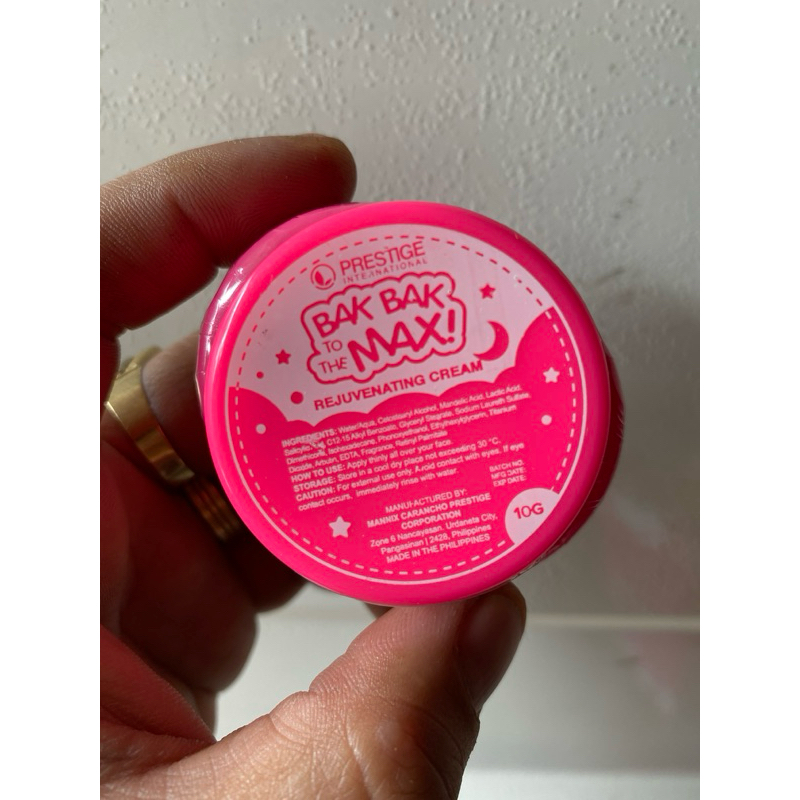 PRESTIGE
INTERNATIONAL
BAK BAK
TO
THE MAX!
REJUVENATING CREAM
INGREDIENTS: Water/Aqua, Cetostearyl Alcohol, Mandelic Acid, Lactic Acid,
Salicylic Acid, C12-15 Alkyl Benzoate, Glyceryl Stearate, Sodium Laureth Sulfate,
Dimethicone, Isohexadecane, Phenoxyethanol, Ethylhexylglycerin, Titanium
Dioxide, Arbutin, EDTA, Fragrance, Retinyl Palmitate
HOW TO USE: Apply thinly all over your face.
STORAGE: Store in a cool dry place not exceeding 30 °C.
CAUTION: For external use only. Avoid contact with eyes. If eye
contact occurs, immediately rinse with water.
BATCH NO:
MFG DATE:
EXP DATE:
MANUFACTURED BY:
MANNIX CARANCHO PRESTIGE
CORPORATION
Zone 6 Nancayasan, Urdaneta City,
Pangasinan | 2428, Philippines
MADE IN THE PHILIPPINES
10G